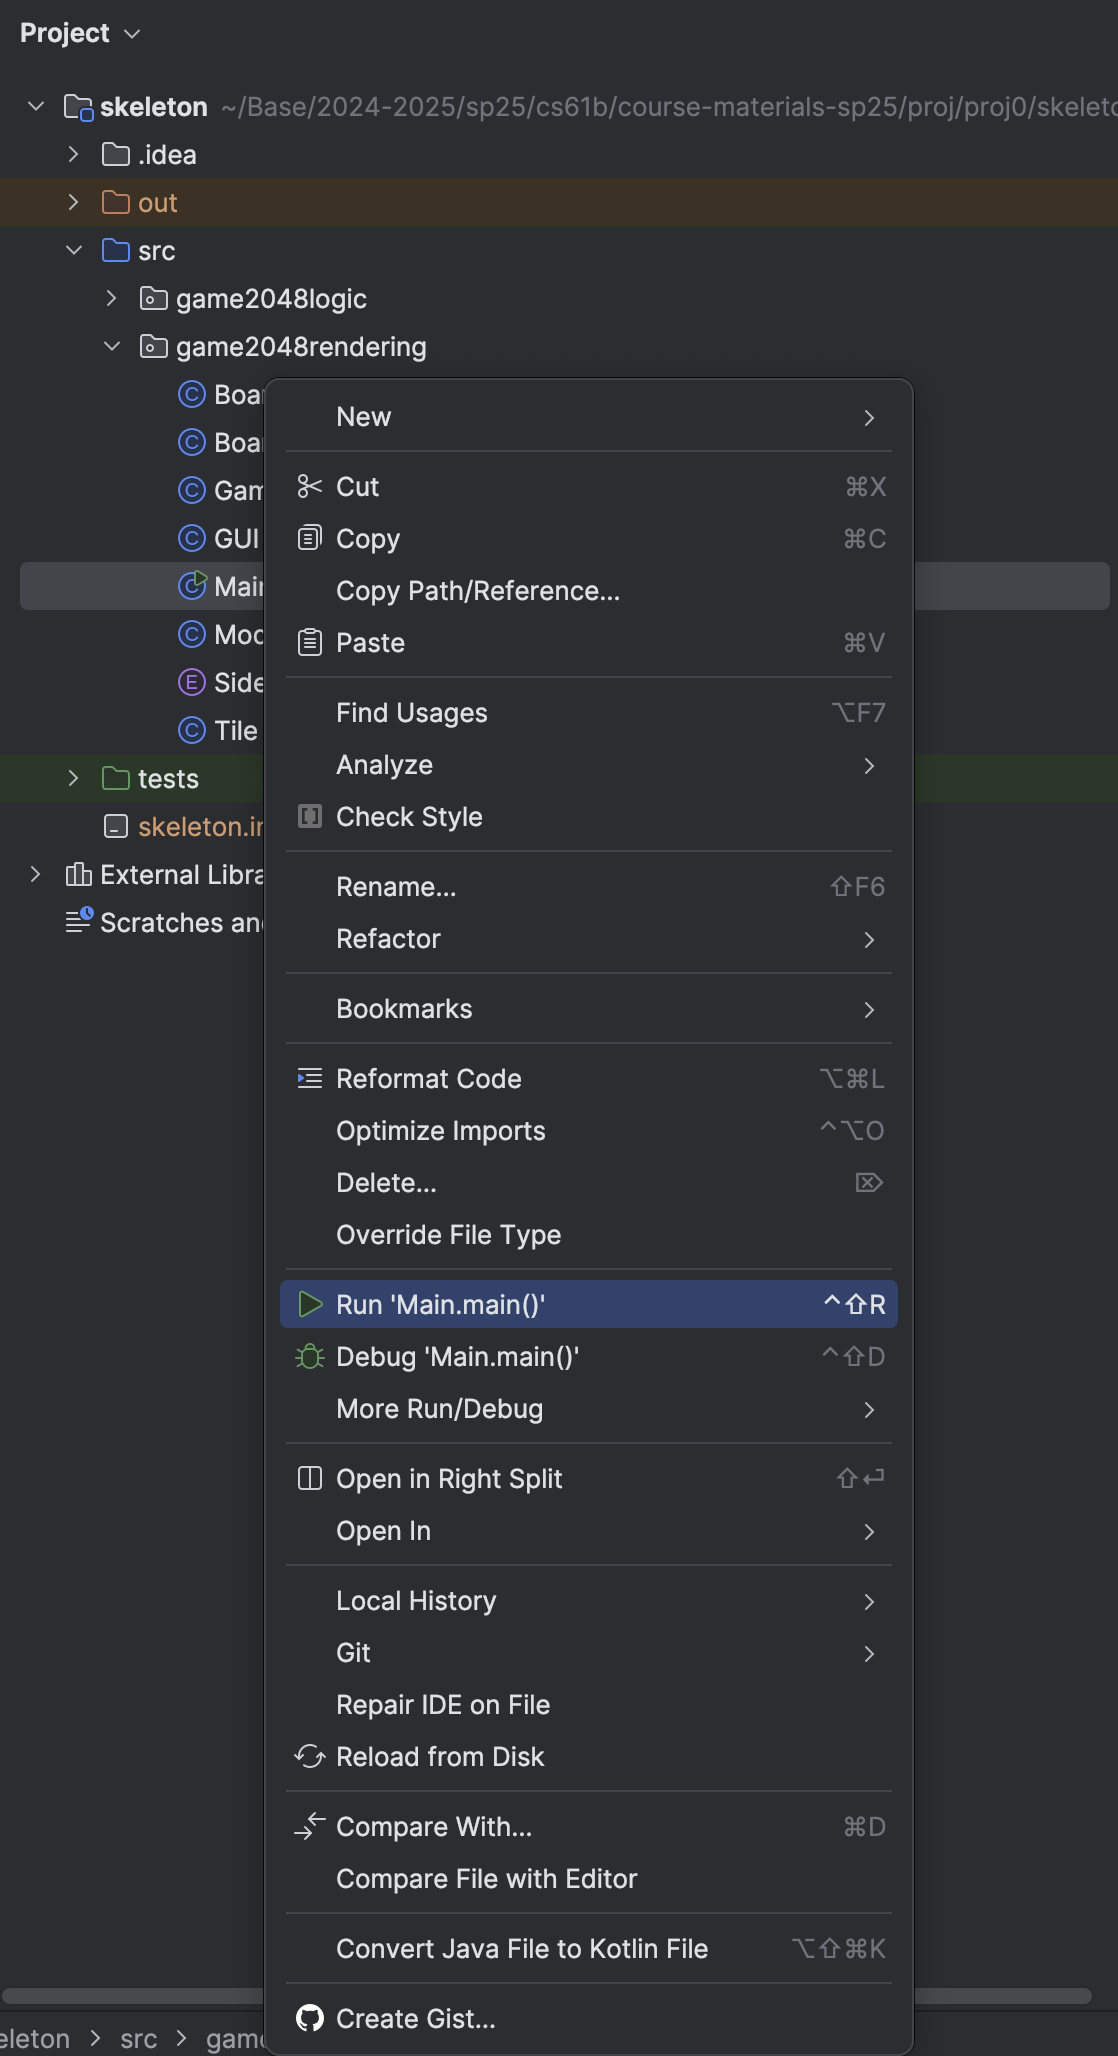 Project
skeleton ~/Base/2024-2025/sp25/cs61b/course-materials-sp25/proj/proj0/skeletc
.idea
out
src
game2048logic
game2048rendering
Boa
Boa
Gam
GUI
Main
Mod
Side
Tile
tests
skeleton.i
External Libra
Scratches an
New
Cut ⌘X
Copy ⌘C
Copy Path/Reference...
Paste ⌘V
Find Usages ⌥F7
Analyze
Check Style
Rename... ⇧F6
Refactor
Bookmarks
Reformat Code ⌥⌘L
Optimize Imports ^⌥O
Delete... ⌦
Override File Type
Run 'Main.main()' ^⇧R
Debug 'Main.main()' ^⇧D
More Run/Debug
Open in Right Split ⇧↵
Open In
Local History
Git
Repair IDE on File
Reload from Disk
Compare With... ⌘D
Compare File with Editor
Convert Java File to Kotlin File ⌥⇧⌘K
Create Gist...
eleton > src > gam